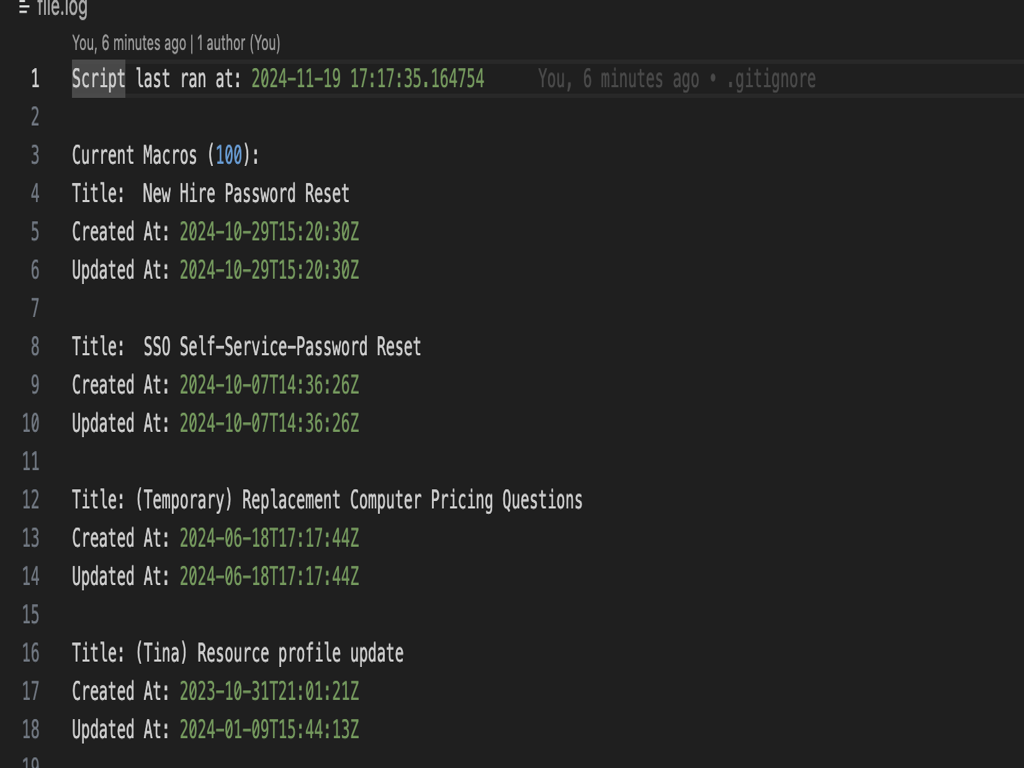 file.log
You, 6 minutes ago | 1 author (You)
1 Script last ran at: 2024-11-19 17:17:35.164754 You, 6 minutes ago • .gitignore
2
3 Current Macros (100):
4 Title:  New Hire Password Reset
5 Created At: 2024-10-29T15:20:30Z
6 Updated At: 2024-10-29T15:20:30Z
7
8 Title:  SSO Self-Service-Password Reset
9 Created At: 2024-10-07T14:36:26Z
10 Updated At: 2024-10-07T14:36:26Z
11
12 Title: (Temporary) Replacement Computer Pricing Questions
13 Created At: 2024-06-18T17:17:44Z
14 Updated At: 2024-06-18T17:17:44Z
15
16 Title: (Tina) Resource profile update
17 Created At: 2023-10-31T21:01:21Z
18 Updated At: 2024-01-09T15:44:13Z
19